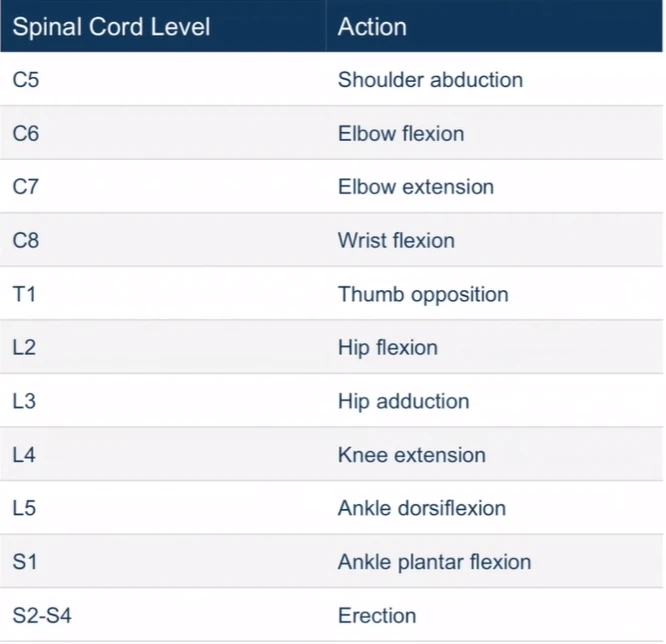 Spinal Cord Level Action
C5 Shoulder abduction
C6 Elbow flexion
C7 Elbow extension
C8 Wrist flexion
T1 Thumb opposition
L2 Hip flexion
L3 Hip adduction
L4 Knee extension
L5 Ankle dorsiflexion
S1 Ankle plantar flexion
S2-S4 Erection